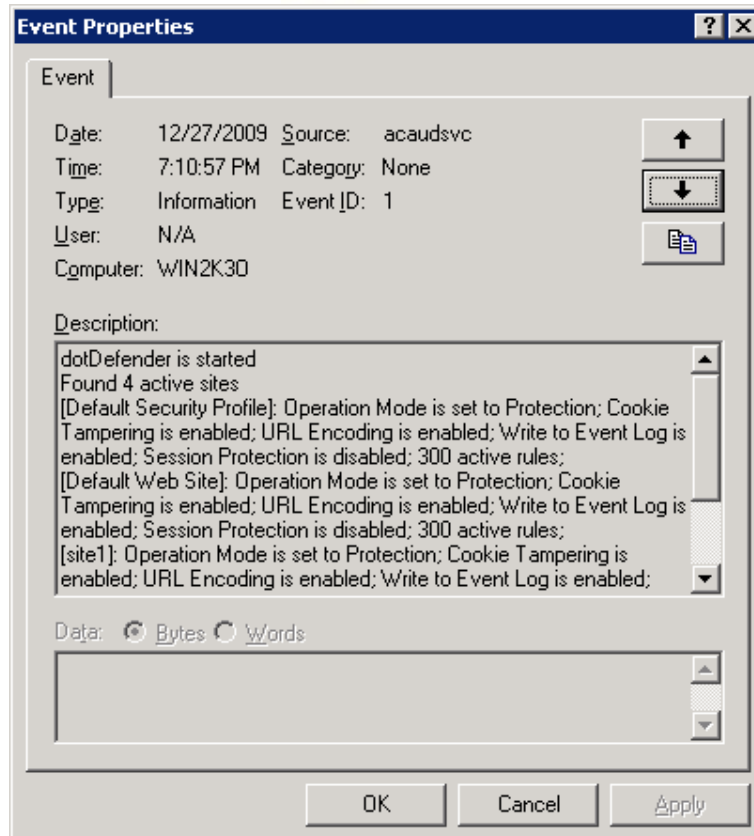 Event Properties
Event
Date: 12/27/2009 Source: acaudsvc
Time: 7:10:57 PM Category: None
Type: Information Event ID: 1
User: N/A
Computer: WIN2K3O
Description:
dotDefender is started
Found 4 active sites
[Default Security Profile]: Operation Mode is set to Protection; Cookie
Tampering is enabled; URL Encoding is enabled; Write to Event Log is
enabled; Session Protection is disabled; 300 active rules;
[Default Web Site]: Operation Mode is set to Protection; Cookie
Tampering is enabled; URL Encoding is enabled; Write to Event Log is
enabled; Session Protection is disabled; 300 active rules;
[site1]: Operation Mode is set to Protection; Cookie Tampering is
enabled; URL Encoding is enabled; Write to Event Log is enabled;
Data: Bytes Words
OK Cancel Apply